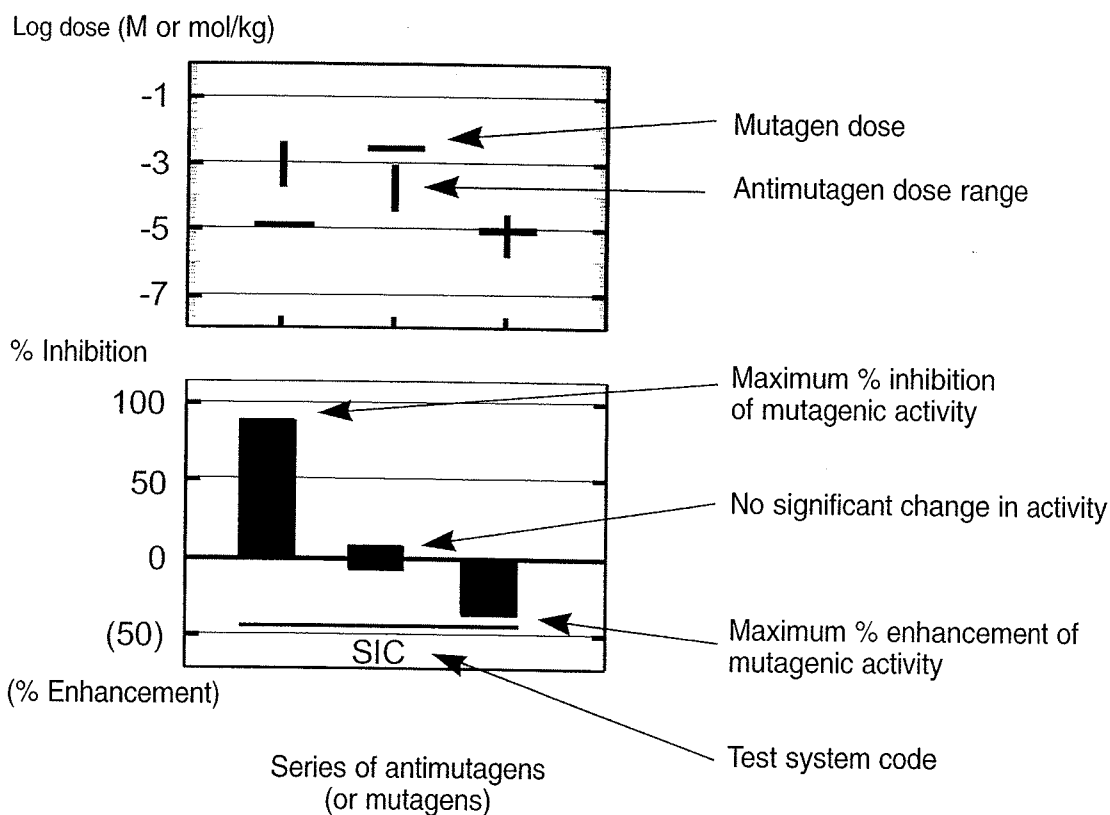 Log dose (M or mol/kg)
-1
-3
-5
-7
Mutagen dose
Antimutagen dose range
% Inhibition
100
50
0
(50)
(% Enhancement)
SIC
Maximum % inhibition
of mutagenic activity
No significant change in activity
Maximum % enhancement of
mutagenic activity
Test system code
Series of antimutagens
(or mutagens)